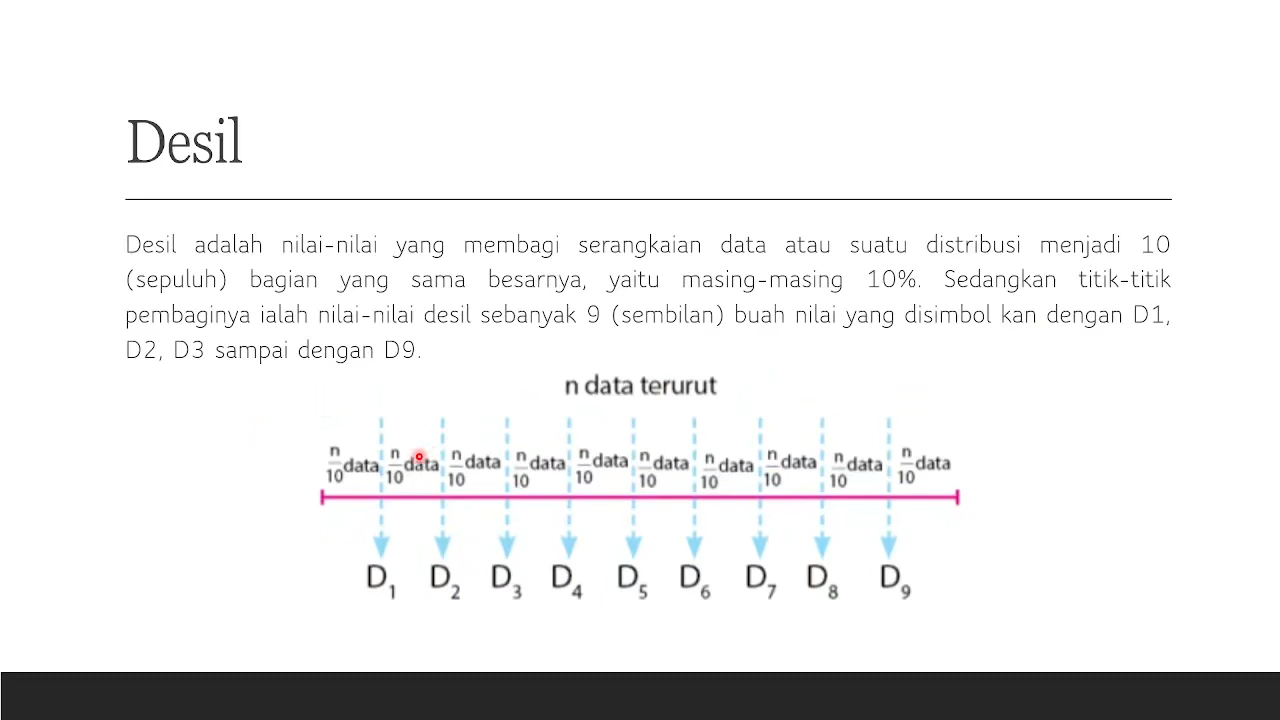 Desil
Desil adalah nilai-nilai yang membagi serangkaian data atau suatu distribusi menjadi 10
(sepuluh) bagian yang sama besarnya, yaitu masing-masing 10%. Sedangkan titik-titik
pembaginya ialah nilai-nilai desil sebanyak 9 (sembilan) buah nilai yang disimbol kan dengan D1,
D2, D3 sampai dengan D9.
n data terurut
n/10 data n/10 data n/10 data n/10 data n/10 data n/10 data n/10 data n/10 data n/10 data n/10 data
D1 D2 D3 D4 D5 D6 D7 D8 D9